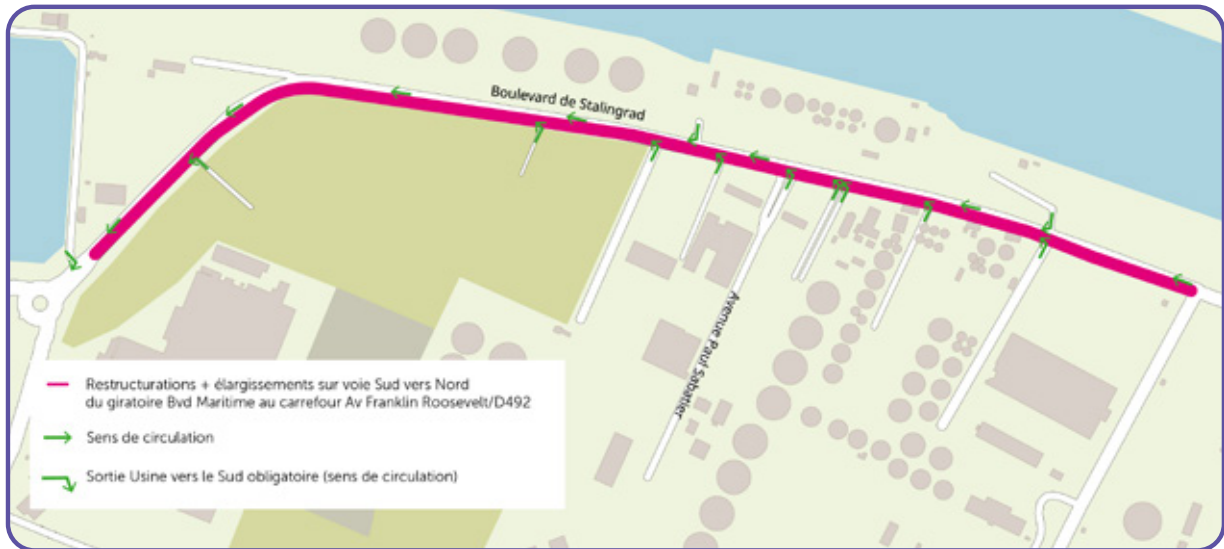 Boulevard de Stalingrad
Avenue Paul Sabatier
Restructurations + élargissements sur voie Sud vers Nord
du giratoire Bvd Maritime au carrefour Av Franklin Roosevelt/D492
Sens de circulation
Sortie Usine vers le Sud obligatoire (sens de circulation)